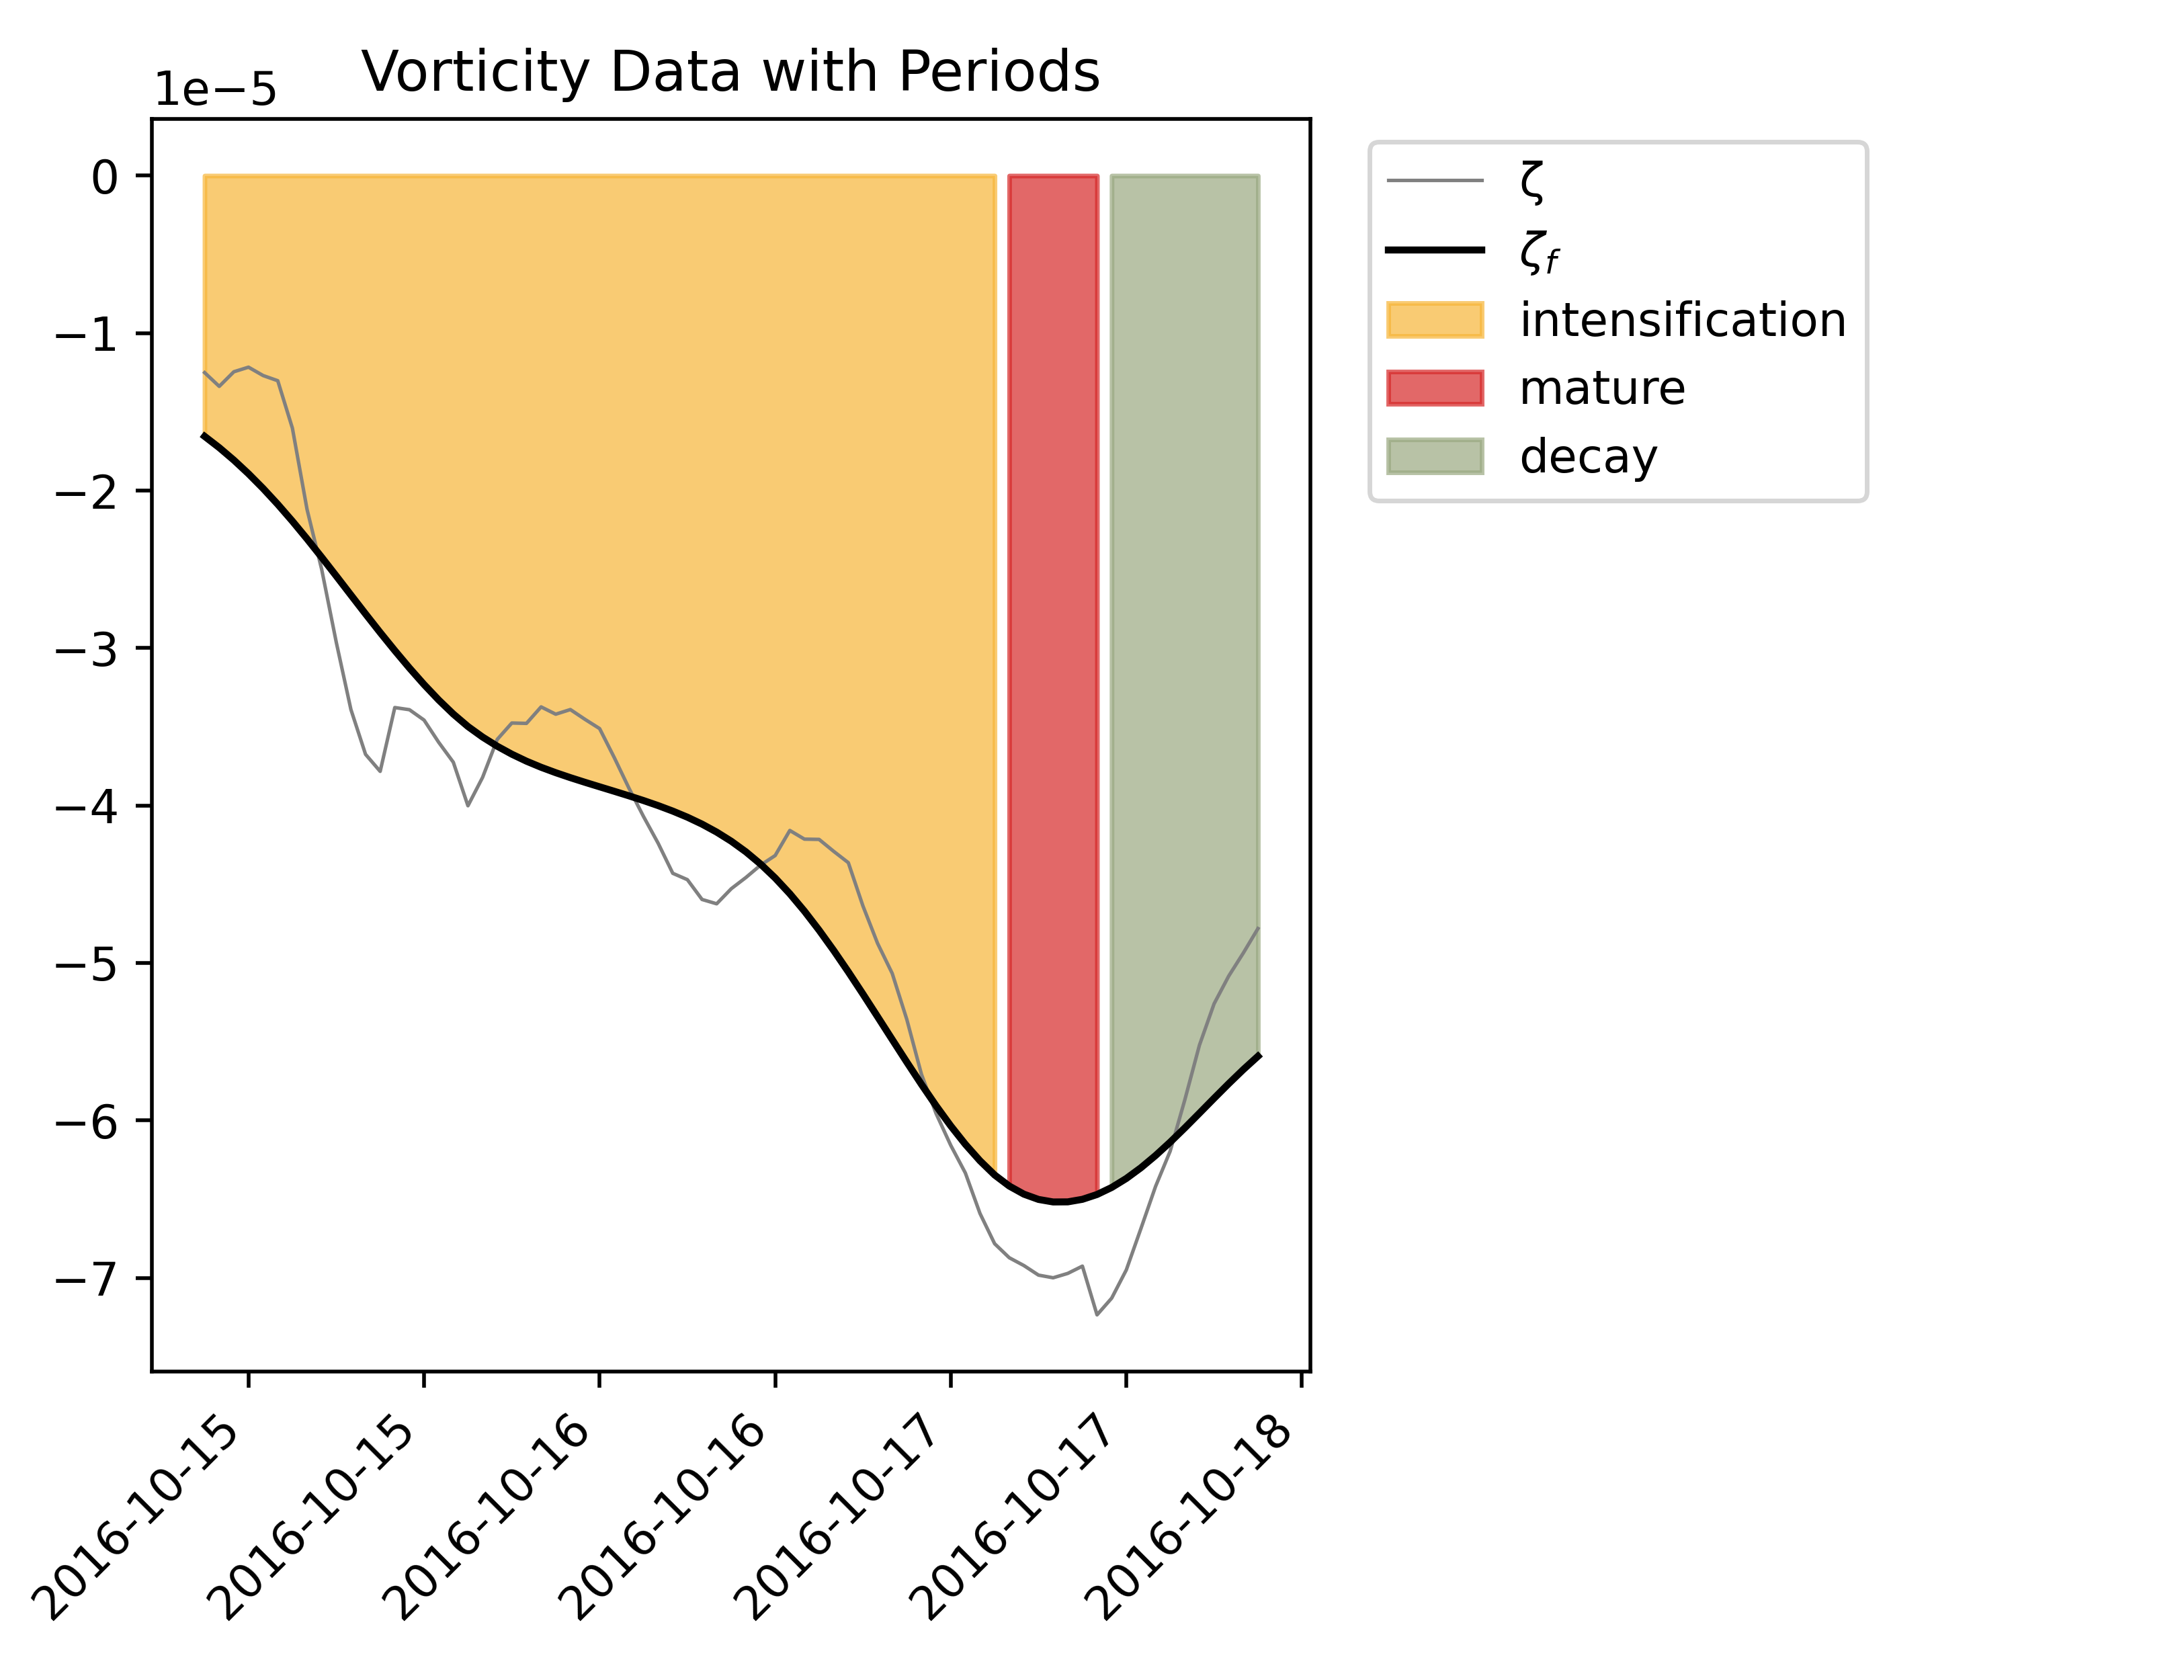 Vorticity Data with Periods
1e−5
0
−1
−2
−3
−4
−5
−6
−7
2016-10-15
2016-10-15
2016-10-16
2016-10-16
2016-10-17
2016-10-17
2016-10-18
ζ
ζf
intensification
mature
decay